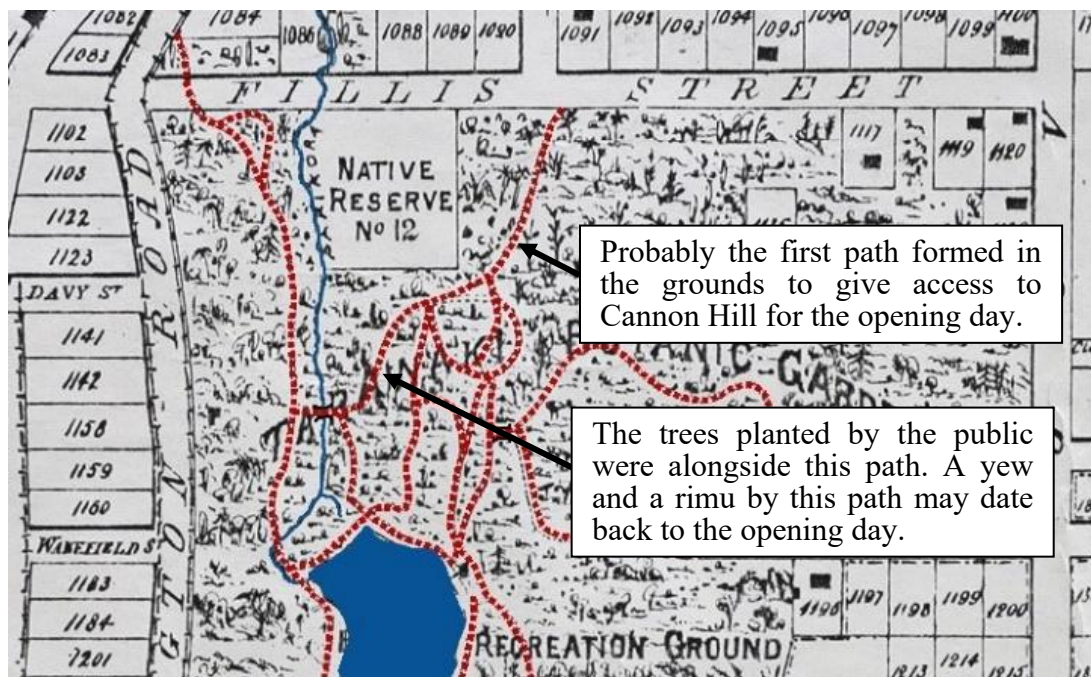 1082
1084
1083
1086
1088
1089
1090
1091
1092
1093
1094
1095
1096
1097
1098
1099
1100
FILLIS STREET
1102
1103
1122
1123
DAVY ST
1141
1142
1158
1159
1160
WAKEFIELD S
1183
1184
1201
ROAD
GTON
NATIVE
RESERVE
No 12
1117
1119
1120
Probably the first path formed in
the grounds to give access to
Cannon Hill for the opening day.
BOTANIC GAR
The trees planted by the public
were alongside this path. A yew
and a rimu by this path may date
back to the opening day.
1196
1197
1198
1199
1200
RECREATION GROUND
1213
1214
1215